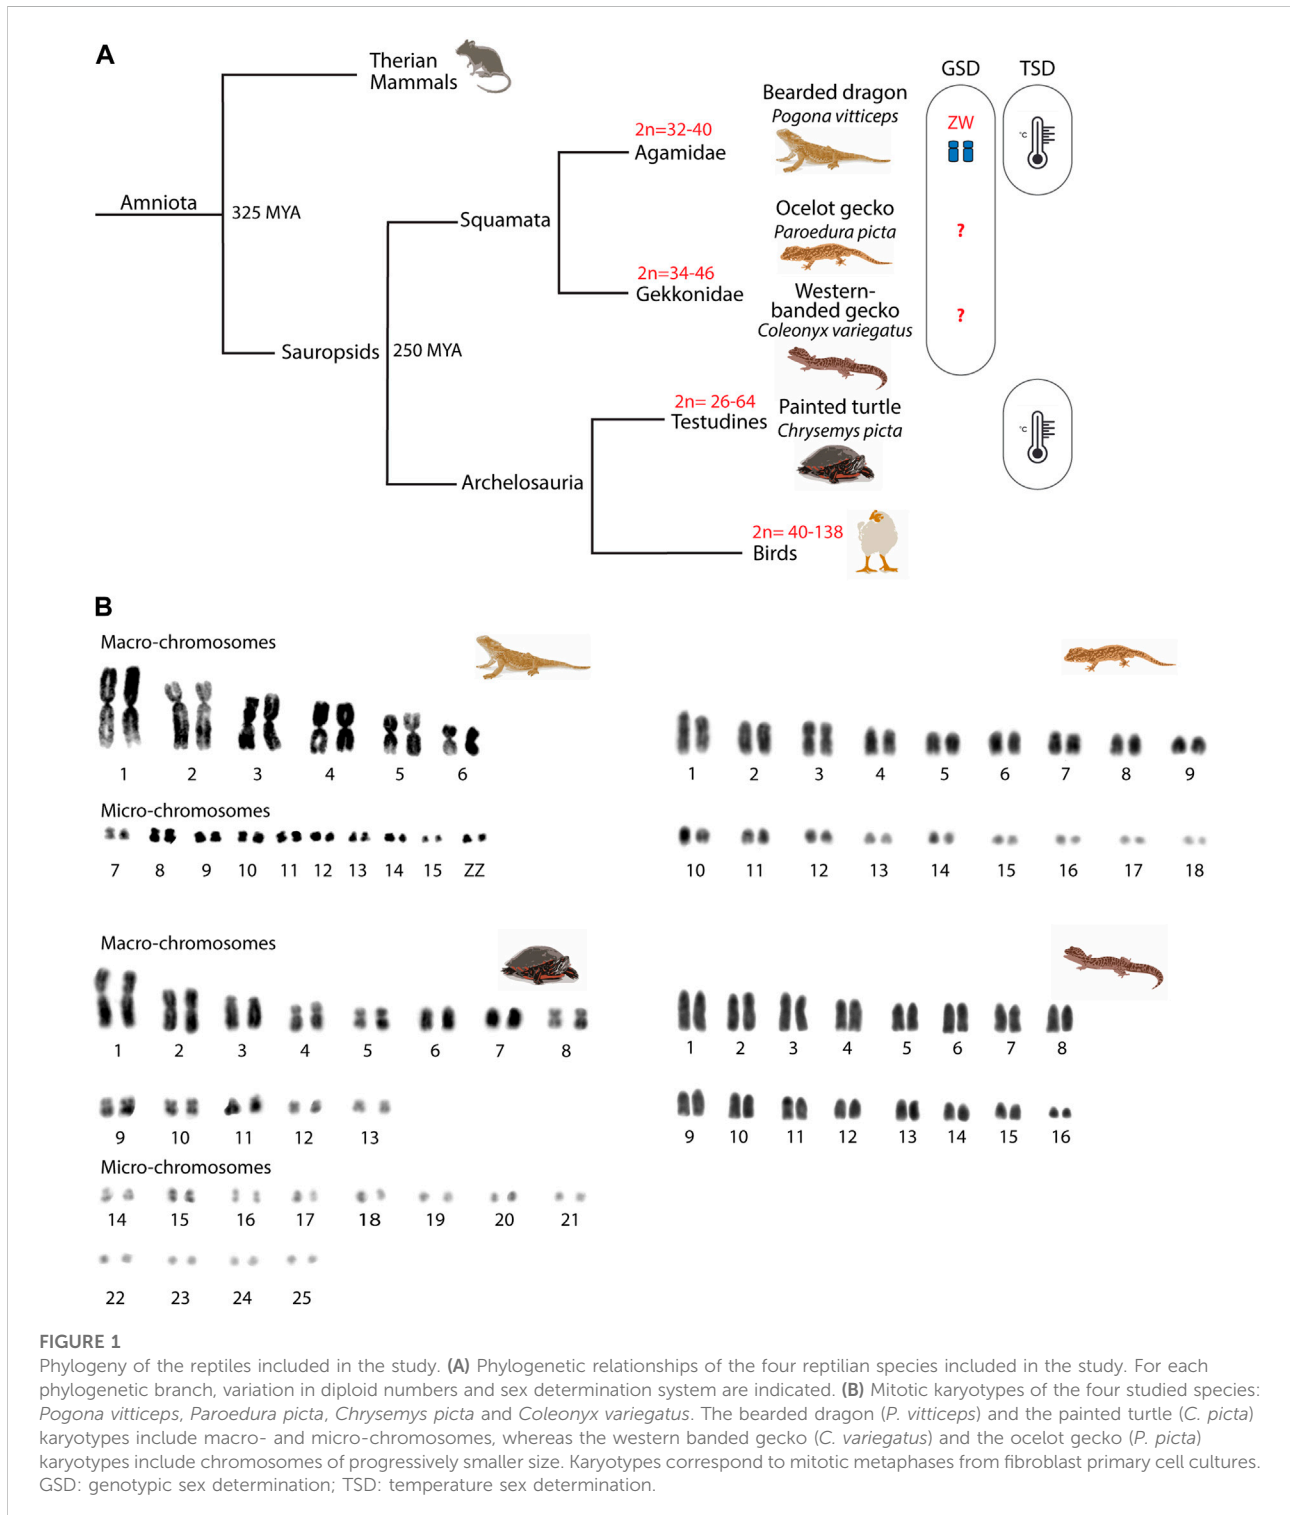 A
Therian
Mammals
GSD
TSD
Bearded dragon
Pogona vitticeps
ZW
°C
2n=32-40
Agamidae
Amniota
325 MYA
Squamata
Ocelot gecko
Paroedura picta
?
2n=34-46
Gekkonidae
Western-
banded gecko
Coleonyx variegatus
?
Sauropsids
250 MYA
2n= 26-64
Testudines
Painted turtle
Chrysemys picta
°C
Archelosauria
2n= 40-138
Birds
B
Macro-chromosomes
1 2 3 4 5 6
Micro-chromosomes
7 8 9 10 11 12 13 14 15 ZZ
1 2 3 4 5 6 7 8 9
10 11 12 13 14 15 16 17 18
Macro-chromosomes
1 2 3 4 5 6 7 8
9 10 11 12 13
Micro-chromosomes
14 15 16 17 18 19 20 21
22 23 24 25
1 2 3 4 5 6 7 8
9 10 11 12 13 14 15 16
FIGURE 1
Phylogeny of the reptiles included in the study. (A) Phylogenetic relationships of the four reptilian species included in the study. For each
phylogenetic branch, variation in diploid numbers and sex determination system are indicated. (B) Mitotic karyotypes of the four studied species:
Pogona vitticeps, Paroedura picta, Chrysemys picta and Coleonyx variegatus. The bearded dragon (P. vitticeps) and the painted turtle (C. picta)
karyotypes include macro- and micro-chromosomes, whereas the western banded gecko (C. variegatus) and the ocelot gecko (P. picta)
karyotypes include chromosomes of progressively smaller size. Karyotypes correspond to mitotic metaphases from fibroblast primary cell cultures.
GSD: genotypic sex determination; TSD: temperature sex determination.